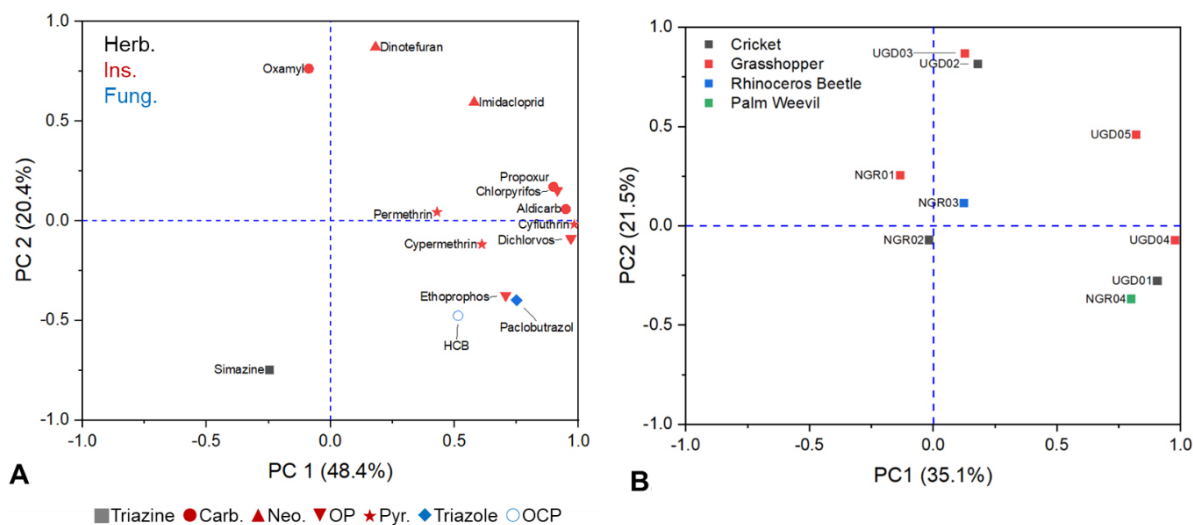 1.0
0.5
0.0
-0.5
-1.0
PC 2 (20.4%)
Herb.
Ins.
Fung.
Dinotefuran
Oxamyl
Imidacloprid
Propoxur
Chlorpyrifos
Aldicarb
Permethrin
Cyfluthrin
Cypermethrin
Dichlorvos
Ethoprophos
Paclobutrazol
HCB
Simazine
-1.0 -0.5 0.0 0.5 1.0
PC 1 (48.4%)
A
Triazine Carb. Neo. OP Pyr. Triazole OCP
1.0
0.5
0.0
-0.5
-1.0
PC2 (21.5%)
Cricket
Grasshopper
Rhinoceros Beetle
Palm Weevil
UGD03
UGD02
UGD05
NGR01
NGR03
NGR02
UGD04
UGD01
NGR04
-1.0 -0.5 0.0 0.5 1.0
PC1 (35.1%)
B